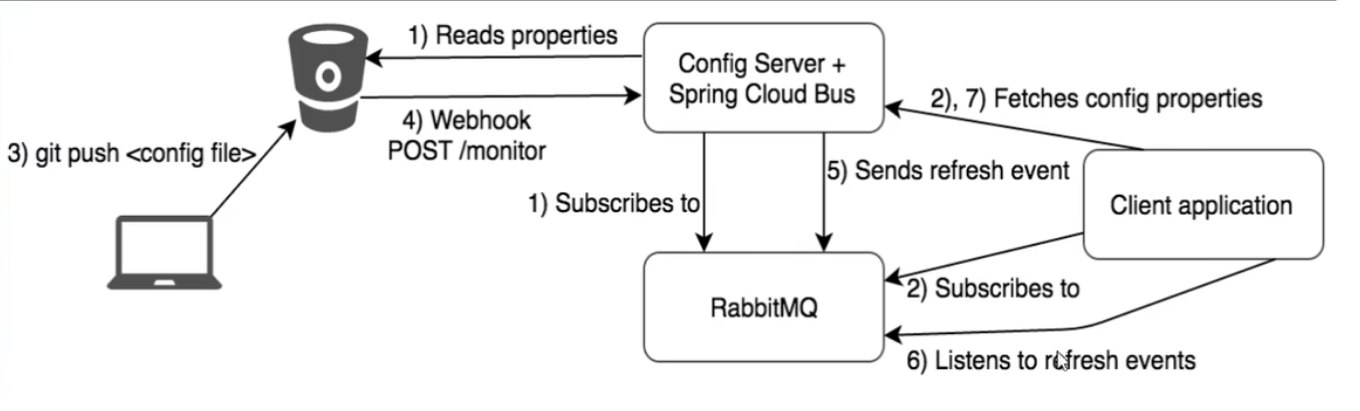 1) Reads properties
Config Server +
Spring Cloud Bus
2), 7) Fetches config properties
4) Webhook
POST /monitor
3) git push <config file>
5) Sends refresh event
1) Subscribes to
Client application
2) Subscribes to
RabbitMQ
6) Listens to refresh events